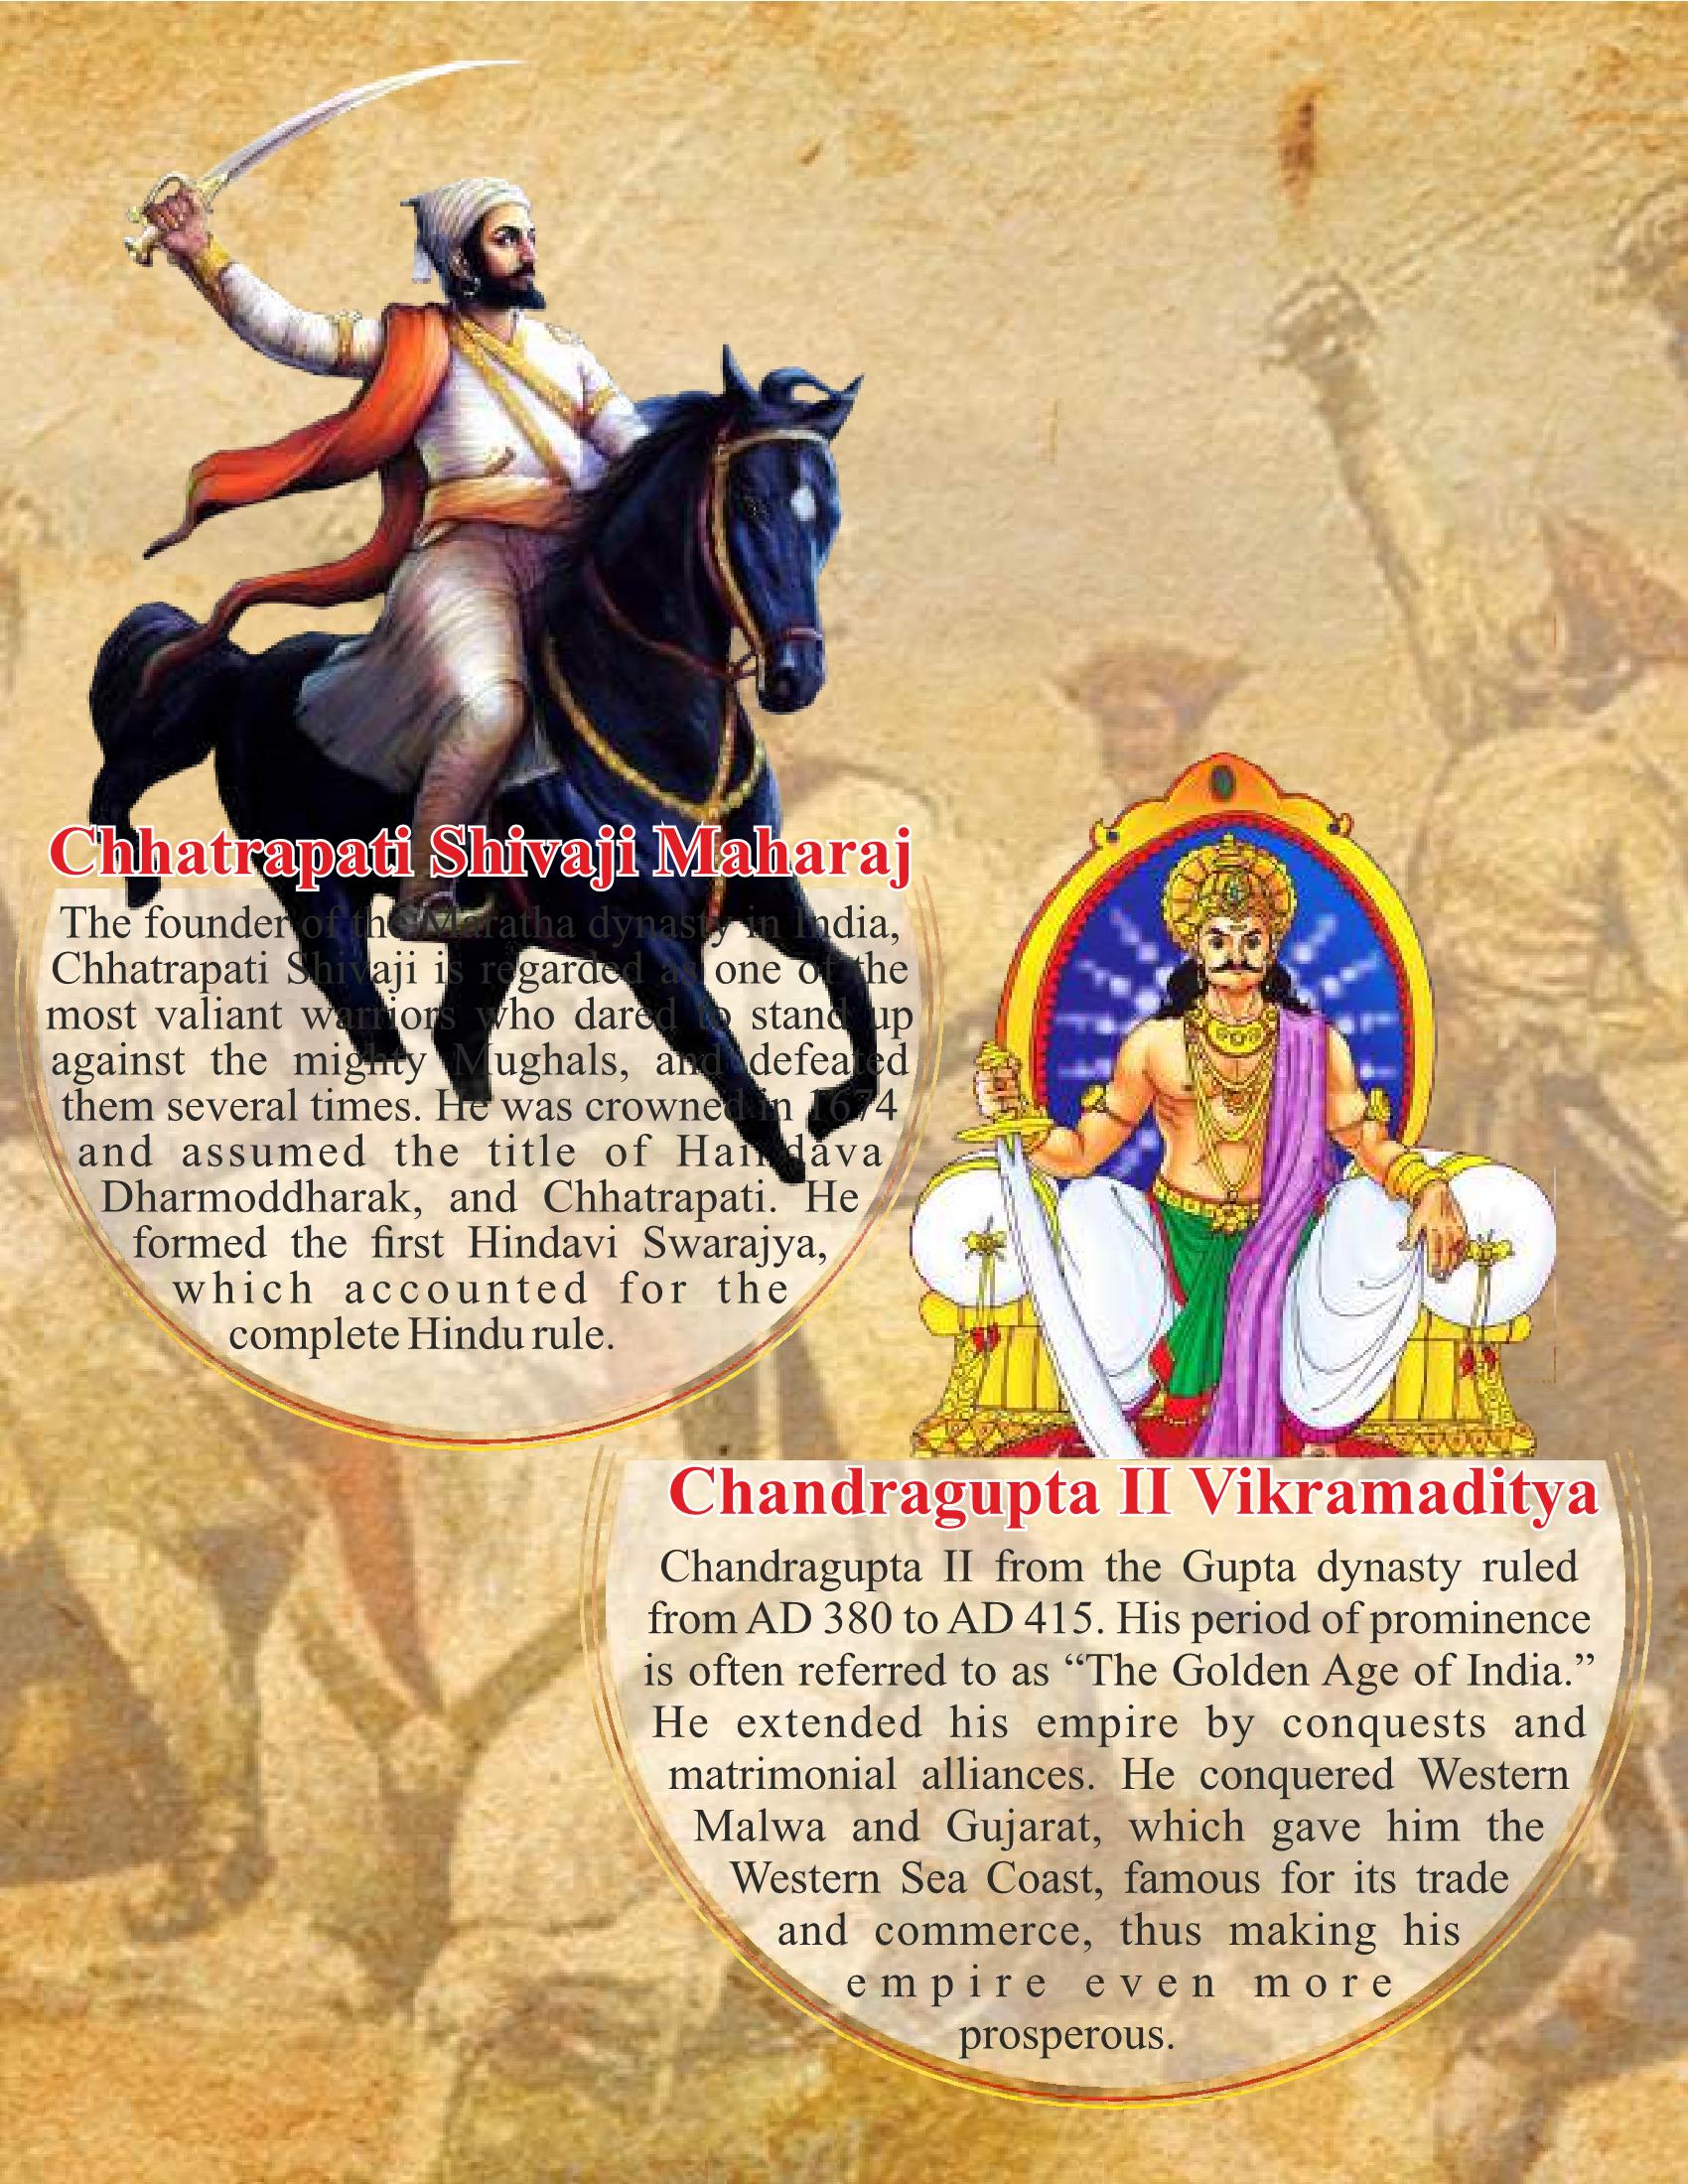 Chhatrapati Shivaji Maharaj
The founder of the Maratha dynasty in India,
Chhatrapati Shivaji is regarded as one of the
most valiant warriors who dared to stand up
against the mighty Mughals, and defeated
them several times. He was crowned in 1674
and assumed the title of Haindava
Dharmoddharak, and Chhatrapati. He
formed the first Hindavi Swarajya,
which accounted for the
complete Hindu rule.
Chandragupta II Vikramaditya
Chandragupta II from the Gupta dynasty ruled
from AD 380 to AD 415. His period of prominence
is often referred to as “The Golden Age of India.”
He extended his empire by conquests and
matrimonial alliances. He conquered Western
Malwa and Gujarat, which gave him the
Western Sea Coast, famous for its trade
and commerce, thus making his
empire even more
prosperous.